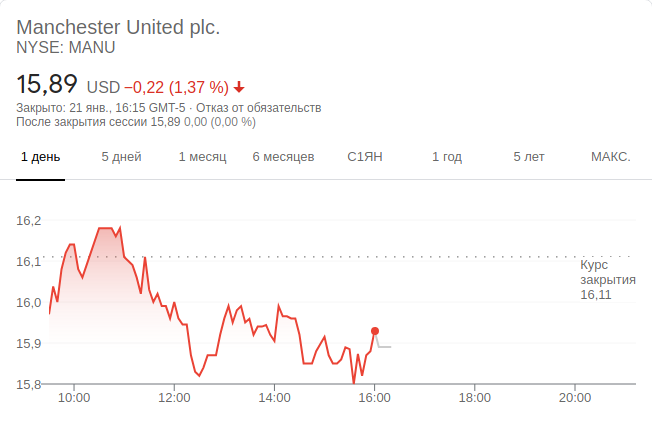 Manchester United plc.
NYSE: MANU
15,89 USD −0,22 (1,37 %)
Закрыто: 21 янв., 16:15 GMT-5 · Отказ от обязательств
После закрытия сессии 15,89 0,00 (0,00 %)
1 день 5 дней 1 месяц 6 месяцев С1ЯН 1 год 5 лет МАКС.
16,2
16,1
16,0
15,9
15,8
Курс
закрытия
16,11
10:00 12:00 14:00 16:00 18:00 20:00